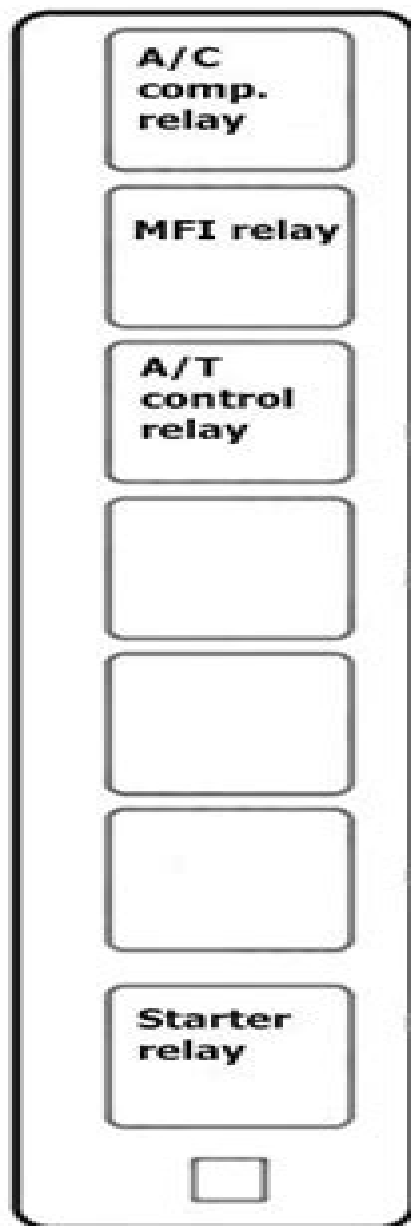 A/C
comp.
relay
MFI relay
A/T
control
relay
Starter
relay